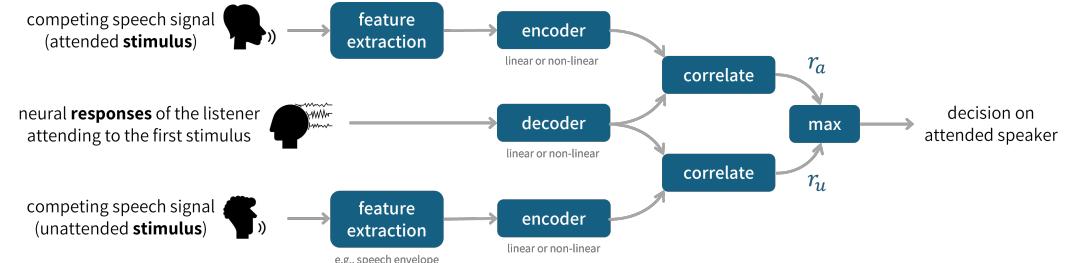 competing speech signal
(attended stimulus)
feature
extraction
encoder
linear or non-linear
correlate
r_a
neural responses of the listener
attending to the first stimulus
decoder
linear or non-linear
max
decision on
attended speaker
correlate
r_u
competing speech signal
(unattended stimulus)
feature
extraction
e.g., speech envelope
encoder
linear or non-linear